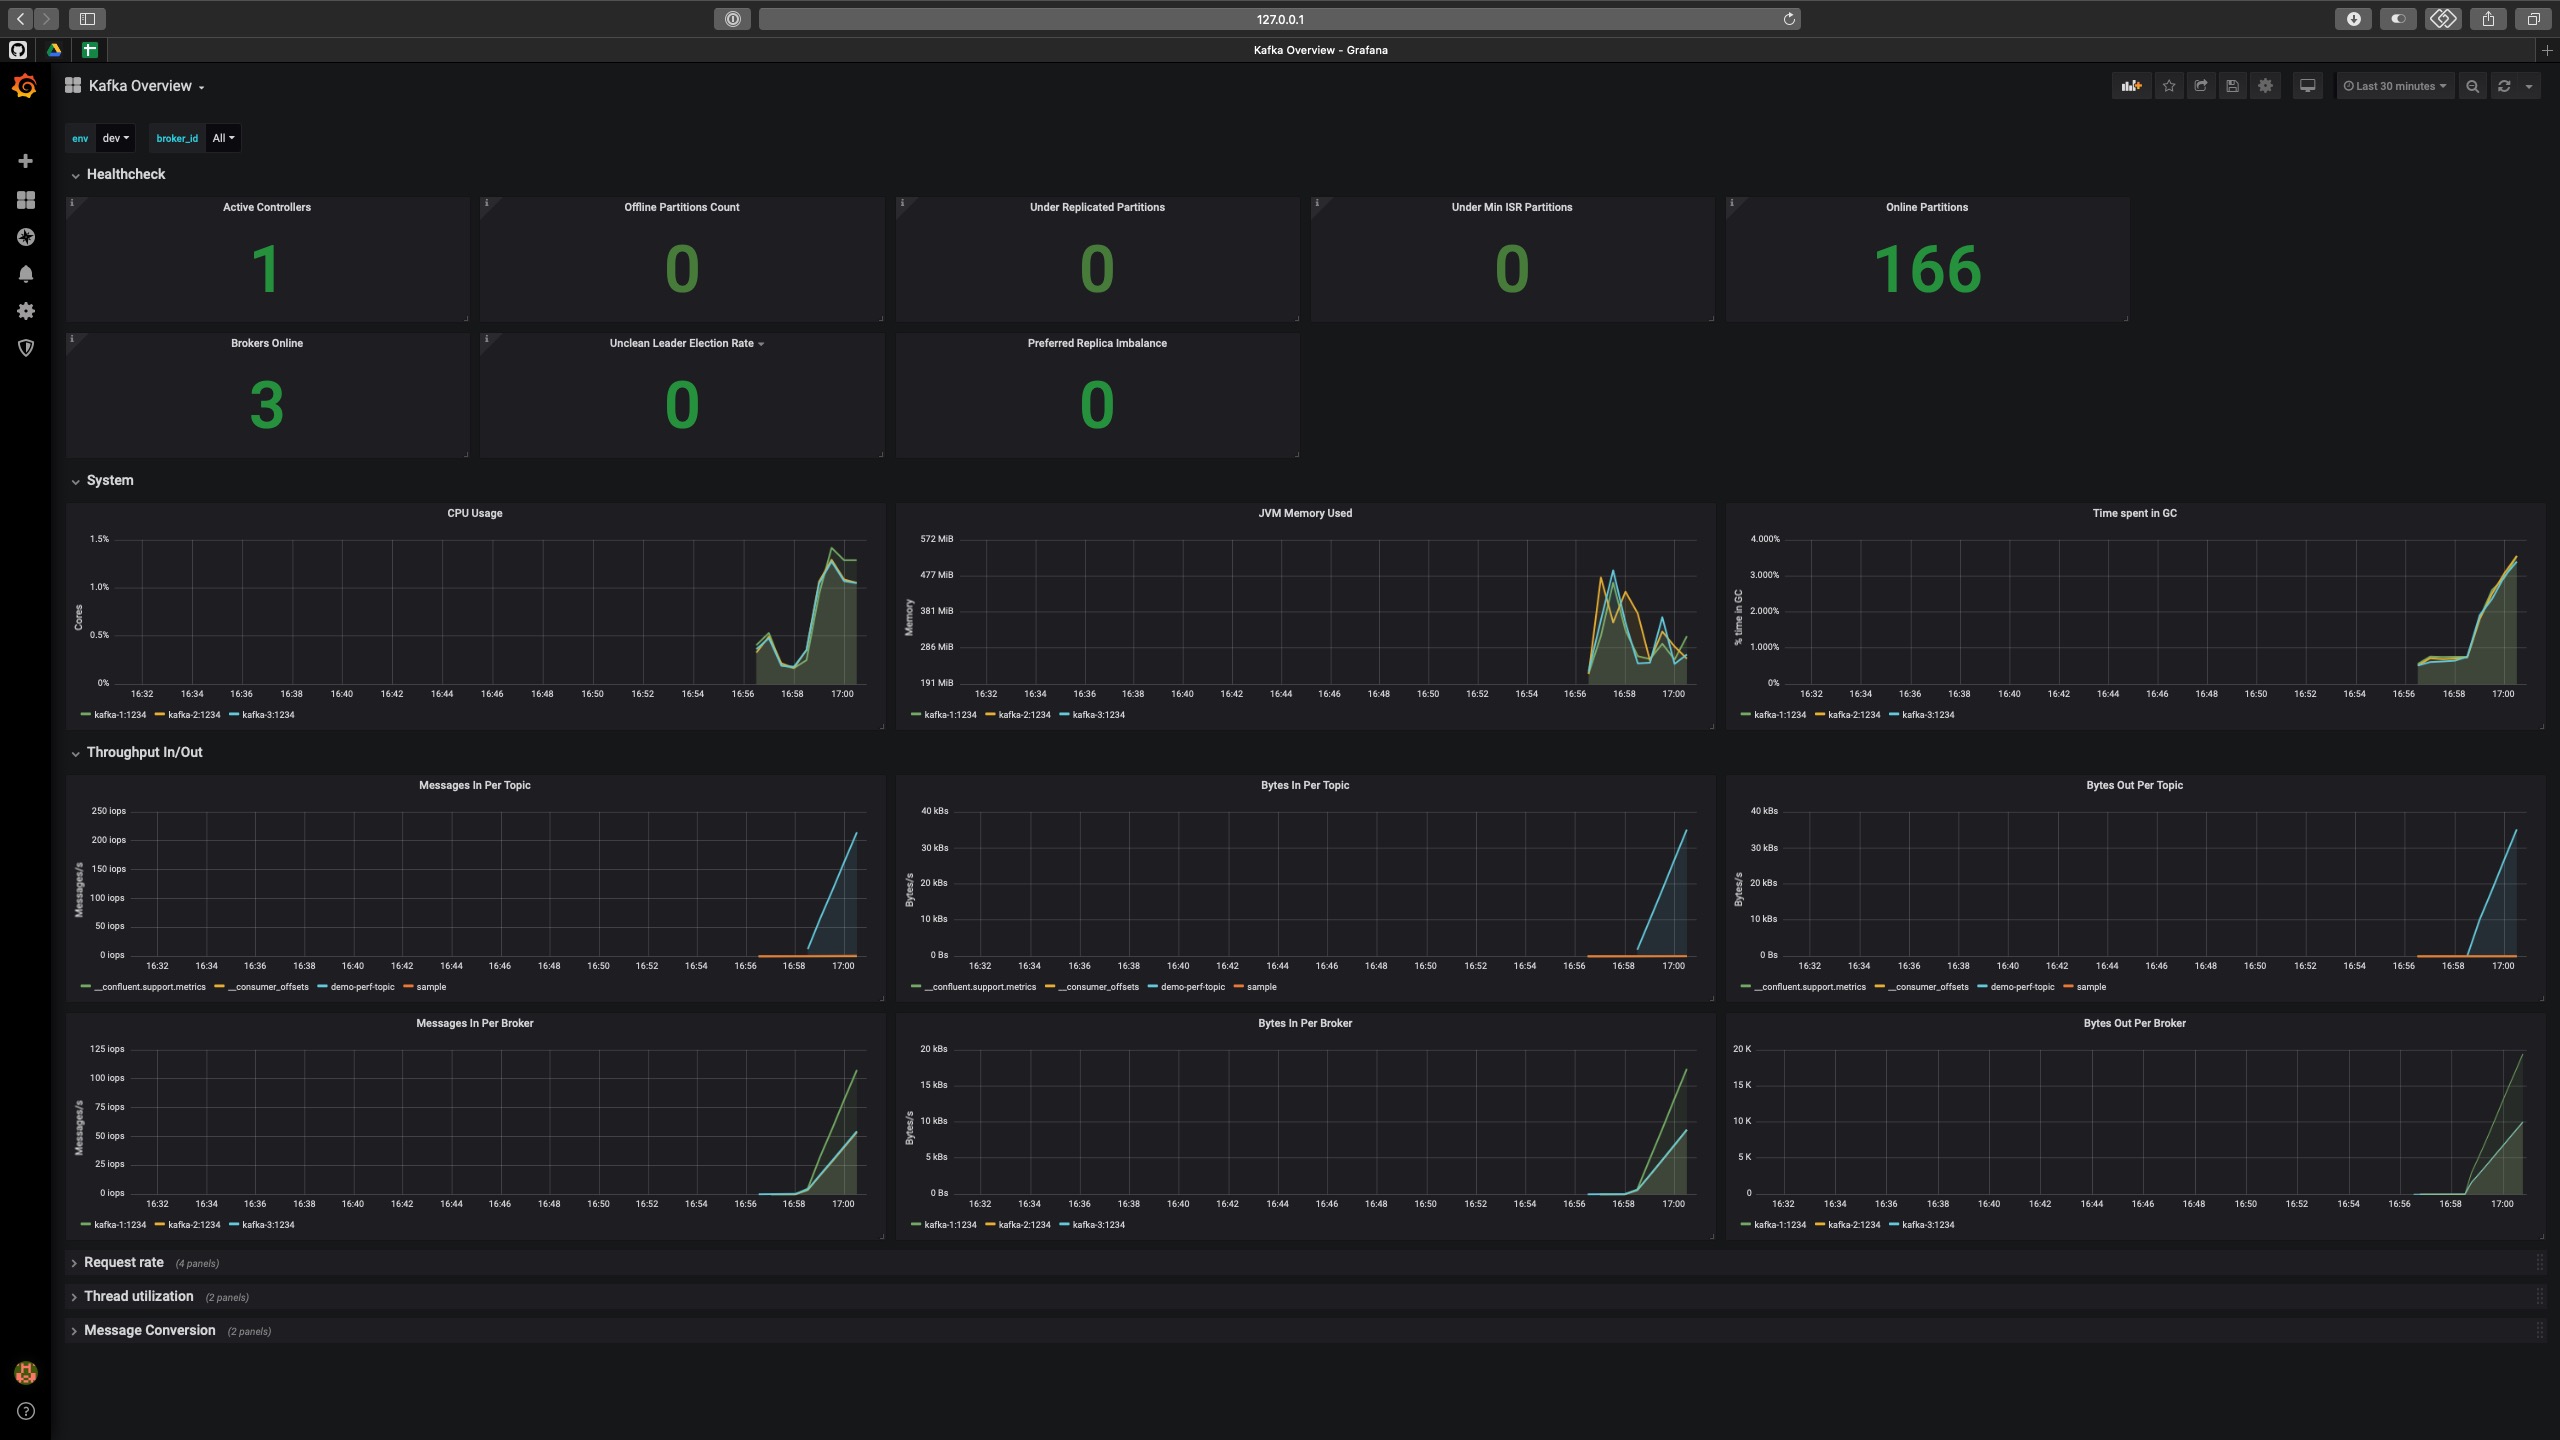 127.0.0.1
Kafka Overview - Grafana
Kafka Overview
Last 30 minutes
env dev broker_id All
Healthcheck
Active Controllers
1
Offline Partitions Count
0
Under Replicated Partitions
0
Under Min ISR Partitions
0
Online Partitions
166
Brokers Online
3
Unclean Leader Election Rate
0
Preferred Replica Imbalance
0
System
CPU Usage
Cores
1.5%
1.0%
0.5%
0%
16:32 16:34 16:36 16:38 16:40 16:42 16:44 16:46 16:48 16:50 16:52 16:54 16:56 16:58 17:00
kafka-1:1234 kafka-2:1234 kafka-3:1234
JVM Memory Used
Memory
572 MiB
477 MiB
381 MiB
286 MiB
191 MiB
16:32 16:34 16:36 16:38 16:40 16:42 16:44 16:46 16:48 16:50 16:52 16:54 16:56 16:58 17:00
kafka-1:1234 kafka-2:1234 kafka-3:1234
Time spent in GC
% time in GC
4.000%
3.000%
2.000%
1.000%
0%
16:32 16:34 16:36 16:38 16:40 16:42 16:44 16:46 16:48 16:50 16:52 16:54 16:56 16:58 17:00
kafka-1:1234 kafka-2:1234 kafka-3:1234
Throughput In/Out
Messages In Per Topic
Messages/s
250 iops
200 iops
150 iops
100 iops
50 iops
0 iops
16:32 16:34 16:36 16:38 16:40 16:42 16:44 16:46 16:48 16:50 16:52 16:54 16:56 16:58 17:00
__confluent.support.metrics __consumer_offsets demo-perf-topic sample
Bytes In Per Topic
Bytes/s
40 kBs
30 kBs
20 kBs
10 kBs
0 Bs
16:32 16:34 16:36 16:38 16:40 16:42 16:44 16:46 16:48 16:50 16:52 16:54 16:56 16:58 17:00
__confluent.support.metrics __consumer_offsets demo-perf-topic sample
Bytes Out Per Topic
Bytes/s
40 kBs
30 kBs
20 kBs
10 kBs
0 Bs
16:32 16:34 16:36 16:38 16:40 16:42 16:44 16:46 16:48 16:50 16:52 16:54 16:56 16:58 17:00
__confluent.support.metrics __consumer_offsets demo-perf-topic sample
Messages In Per Broker
Messages/s
125 iops
100 iops
75 iops
50 iops
25 iops
0 iops
16:32 16:34 16:36 16:38 16:40 16:42 16:44 16:46 16:48 16:50 16:52 16:54 16:56 16:58 17:00
kafka-1:1234 kafka-2:1234 kafka-3:1234
Bytes In Per Broker
Bytes/s
20 kBs
15 kBs
10 kBs
5 kBs
0 Bs
16:32 16:34 16:36 16:38 16:40 16:42 16:44 16:46 16:48 16:50 16:52 16:54 16:56 16:58 17:00
kafka-1:1234 kafka-2:1234 kafka-3:1234
Bytes Out Per Broker
20 K
15 K
10 K
5 K
0
16:32 16:34 16:36 16:38 16:40 16:42 16:44 16:46 16:48 16:50 16:52 16:54 16:56 16:58 17:00
kafka-1:1234 kafka-2:1234 kafka-3:1234
Request rate (4 panels)
Thread utilization (2 panels)
Message Conversion (2 panels)